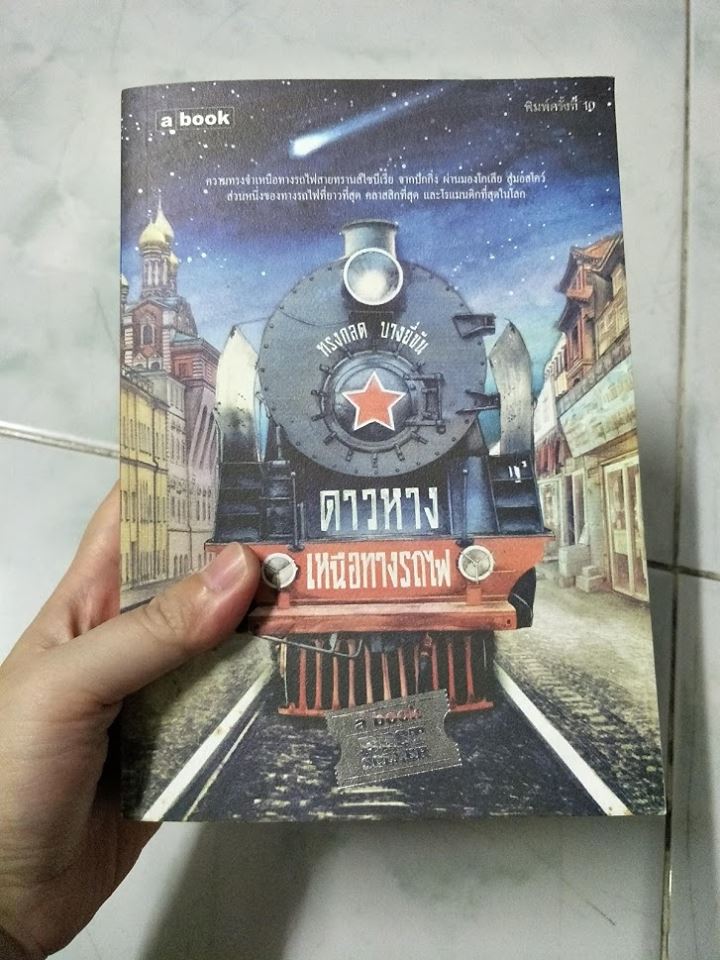 a book
พิมพ์ครั้งที่ 10
ความทรงจำเหนือทางรถไฟสายทรานส์ไซบีเรีย จากปักกิ่ง ผ่านมองโกเลีย สู่มอสโคว์
ส่วนหนึ่งของทางรถไฟที่ยาวที่สุด คลาสสิกที่สุด และโรแมนติกที่สุดในโลก
ทรงกลด บางยี่ขัน
ดาวหาง
เหนือทางรถไฟ
a book
BEST
SELLER